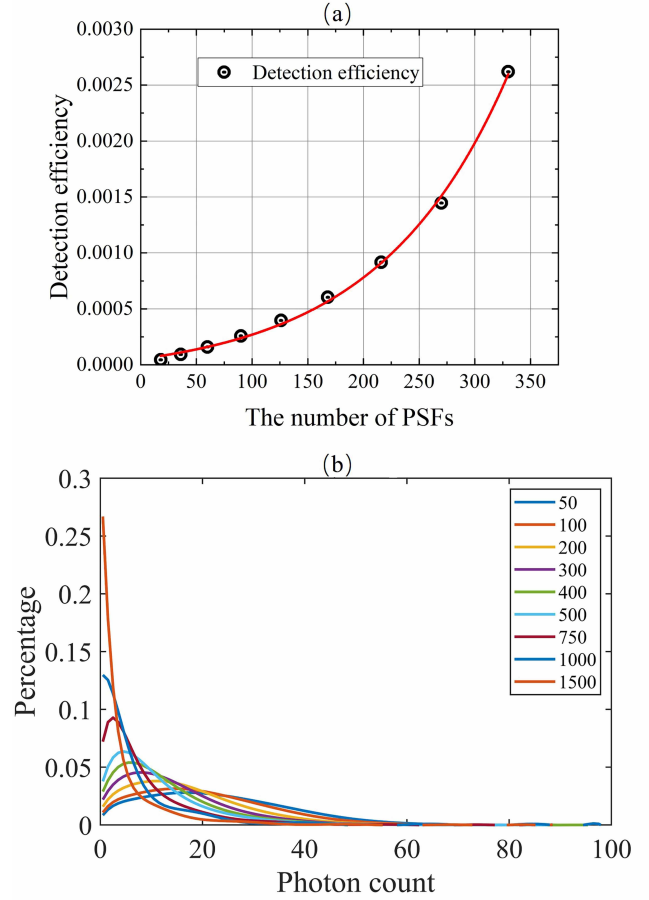 (a)
0.0030
0.0025
0.0020
0.0015
0.0010
0.0005
0.0000
Detection efficiency
Detection efficiency
0 50 100 150 200 250 300 350
The number of PSFs
(b)
0.3
0.25
0.2
0.15
0.1
0.05
0
Percentage
50
100
200
300
400
500
750
1000
1500
0 20 40 60 80 100
Photon count